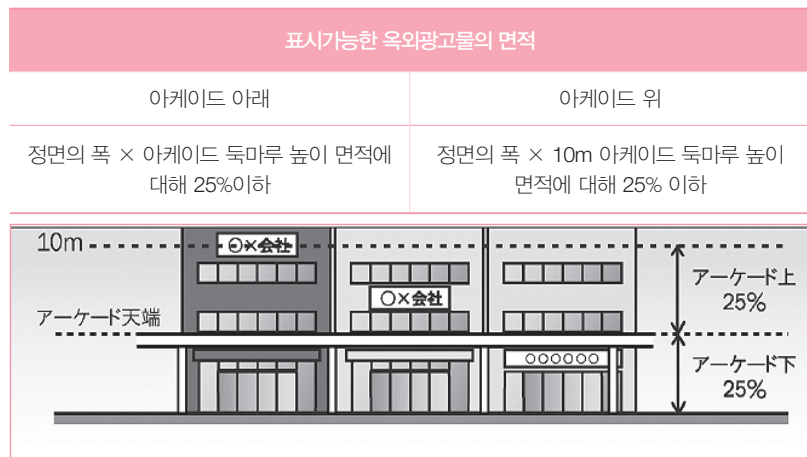 표시가능한 옥외광고물의 면적
아케이드 아래
아케이드 위
정면의 폭 × 아케이드 둑마루 높이 면적에
대해 25%이하
정면의 폭 × 10m 아케이드 둑마루 높이
면적에 대해 25% 이하
10m
○×会社
○×会社
アーケード上
25%
アーケード天端
○○○○○○
アーケード下
25%